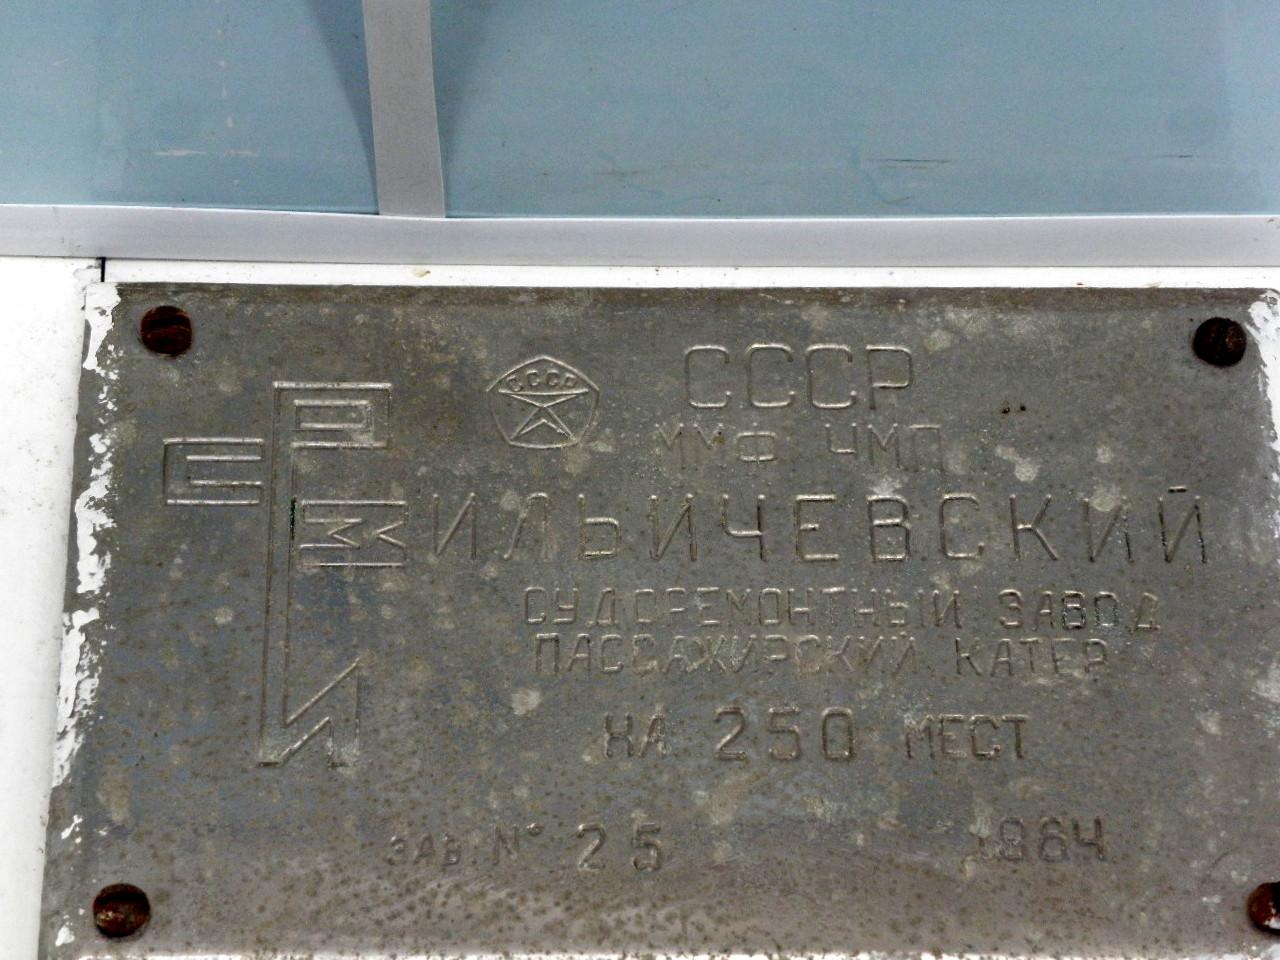 СССР
СССР
ММФ ЧМП
ИЛЬИЧЕВСКИЙ
СУДОРЕМОНТНЫЙ ЗАВОД
ПАССАЖИРСКИЙ КАТЕР
НА 250 МЕСТ
ЗАВ. № 25